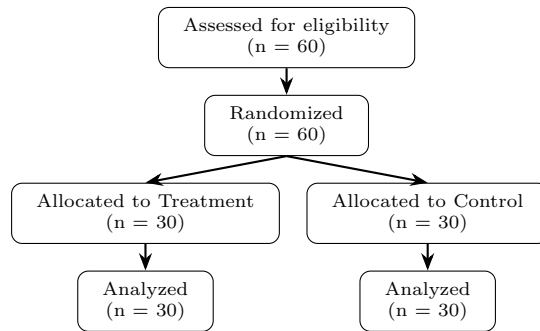 Assessed for eligibility
(n = 60)
Randomized
(n = 60)
Allocated to Treatment
(n = 30)
Allocated to Control
(n = 30)
Analyzed
(n = 30)
Analyzed
(n = 30)